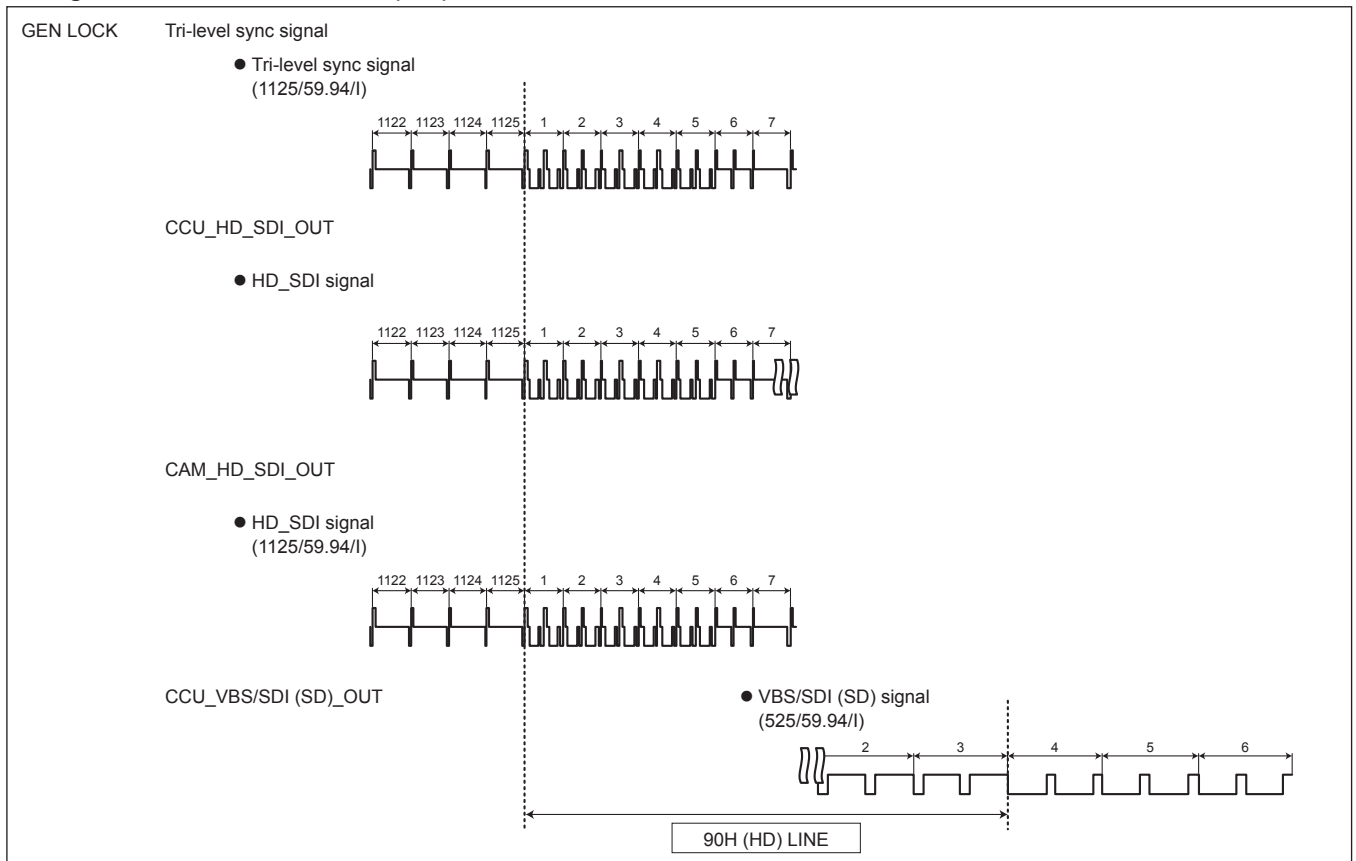 GEN LOCK Tri-level sync signal
● Tri-level sync signal
(1125/59.94/I)
1122 1123 1124 1125 1 2 3 4 5 6 7
CCU_HD_SDI_OUT
● HD_SDI signal
1122 1123 1124 1125 1 2 3 4 5 6 7
CAM_HD_SDI_OUT
● HD_SDI signal
(1125/59.94/I)
1122 1123 1124 1125 1 2 3 4 5 6 7
CCU_VBS/SDI (SD)_OUT
● VBS/SDI (SD) signal
(525/59.94/I)
2 3 4 5 6
90H (HD) LINE